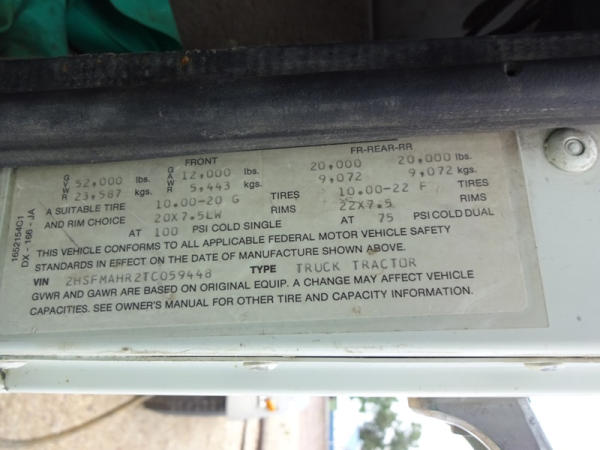 FRONT FR-REAR-RR
GVWR 52,000 lbs. GAWR 12,000 lbs. 20,000 20,000 lbs.
23,587 kgs. 5,443 kgs. 9,072 9,072 kgs.
A SUITABLE TIRE 10.00-20 G TIRES 10.00-22 F TIRES
AND RIM CHOICE 20X7.5LW RIMS 22X7.5 RIMS
AT 100 PSI COLD SINGLE AT 75 PSI COLD DUAL
THIS VEHICLE CONFORMS TO ALL APPLICABLE FEDERAL MOTOR VEHICLE SAFETY
STANDARDS IN EFFECT ON THE DATE OF MANUFACTURE SHOWN ABOVE.
VIN 2HSFMAHR2TC059448 TYPE TRUCK TRACTOR
GVWR AND GAWR ARE BASED ON ORIGINAL EQUIP. A CHANGE MAY AFFECT VEHICLE
CAPACITIES. SEE OWNER'S MANUAL FOR OTHER TIRE AND CAPACITY INFORMATION.
1652154C1
DX-166-JA